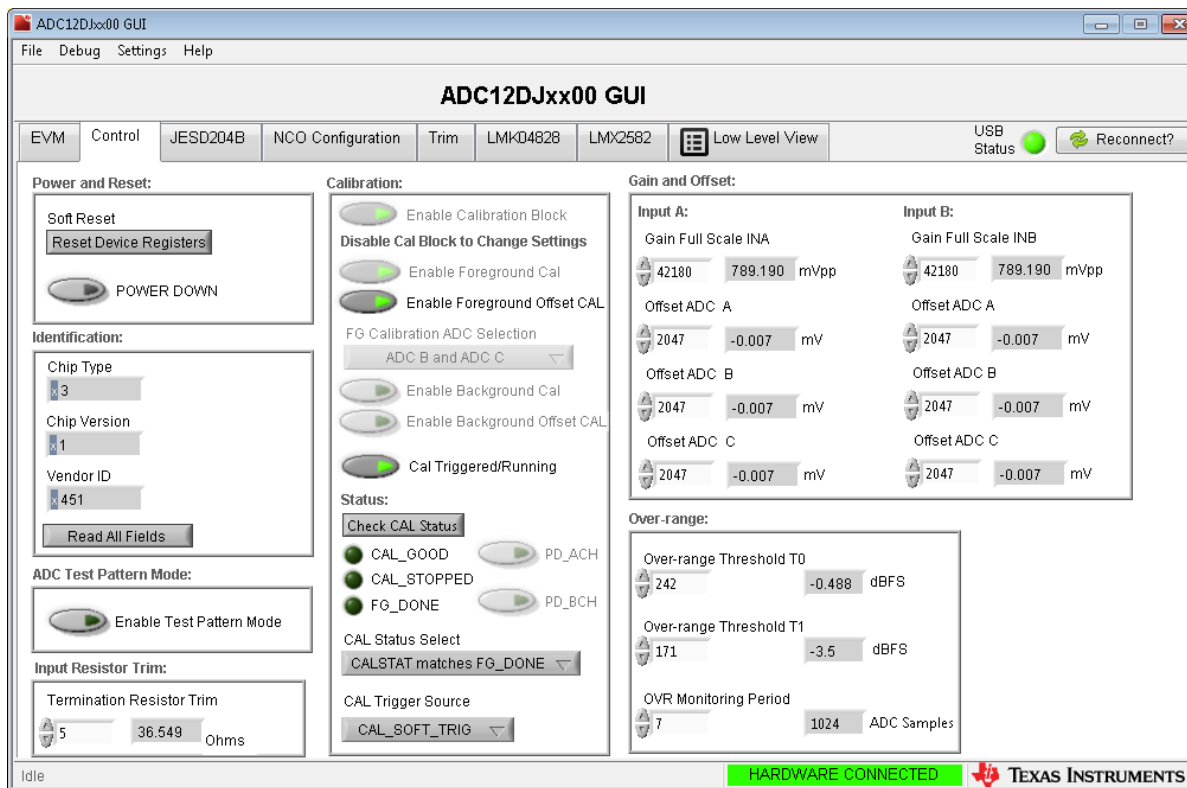 ADC12DJxx00 GUI
File Debug Settings Help
ADC12DJxx00 GUI
EVM Control JESD204B NCO Configuration Trim LMK04828 LMX2582 Low Level View USB Status Reconnect?
Power and Reset:
Soft Reset
Reset Device Registers
POWER DOWN
Identification:
Chip Type
x 3
Chip Version
x 1
Vendor ID
x 451
Read All Fields
ADC Test Pattern Mode:
Enable Test Pattern Mode
Input Resistor Trim:
Termination Resistor Trim
5 36.549 Ohms
Calibration:
Enable Calibration Block
Disable Cal Block to Change Settings
Enable Foreground Cal
Enable Foreground Offset CAL
FG Calibration ADC Selection
ADC B and ADC C
Enable Background Cal
Enable Background Offset CAL
Cal Triggered/Running
Status:
Check CAL Status
CAL_GOOD PD_ACH
CAL_STOPPED
FG_DONE PD_BCH
CAL Status Select
CALSTAT matches FG_DONE
CAL Trigger Source
CAL_SOFT_TRIG
Gain and Offset:
Input A:
Gain Full Scale INA
42180 789.190 mVpp
Offset ADC A
2047 -0.007 mV
Offset ADC B
2047 -0.007 mV
Offset ADC C
2047 -0.007 mV
Input B:
Gain Full Scale INB
42180 789.190 mVpp
Offset ADC A
2047 -0.007 mV
Offset ADC B
2047 -0.007 mV
Offset ADC C
2047 -0.007 mV
Over-range:
Over-range Threshold T0
242 -0.488 dBFS
Over-range Threshold T1
171 -3.5 dBFS
OVR Monitoring Period
7 1024 ADC Samples
Idle HARDWARE CONNECTED TEXAS INSTRUMENTS